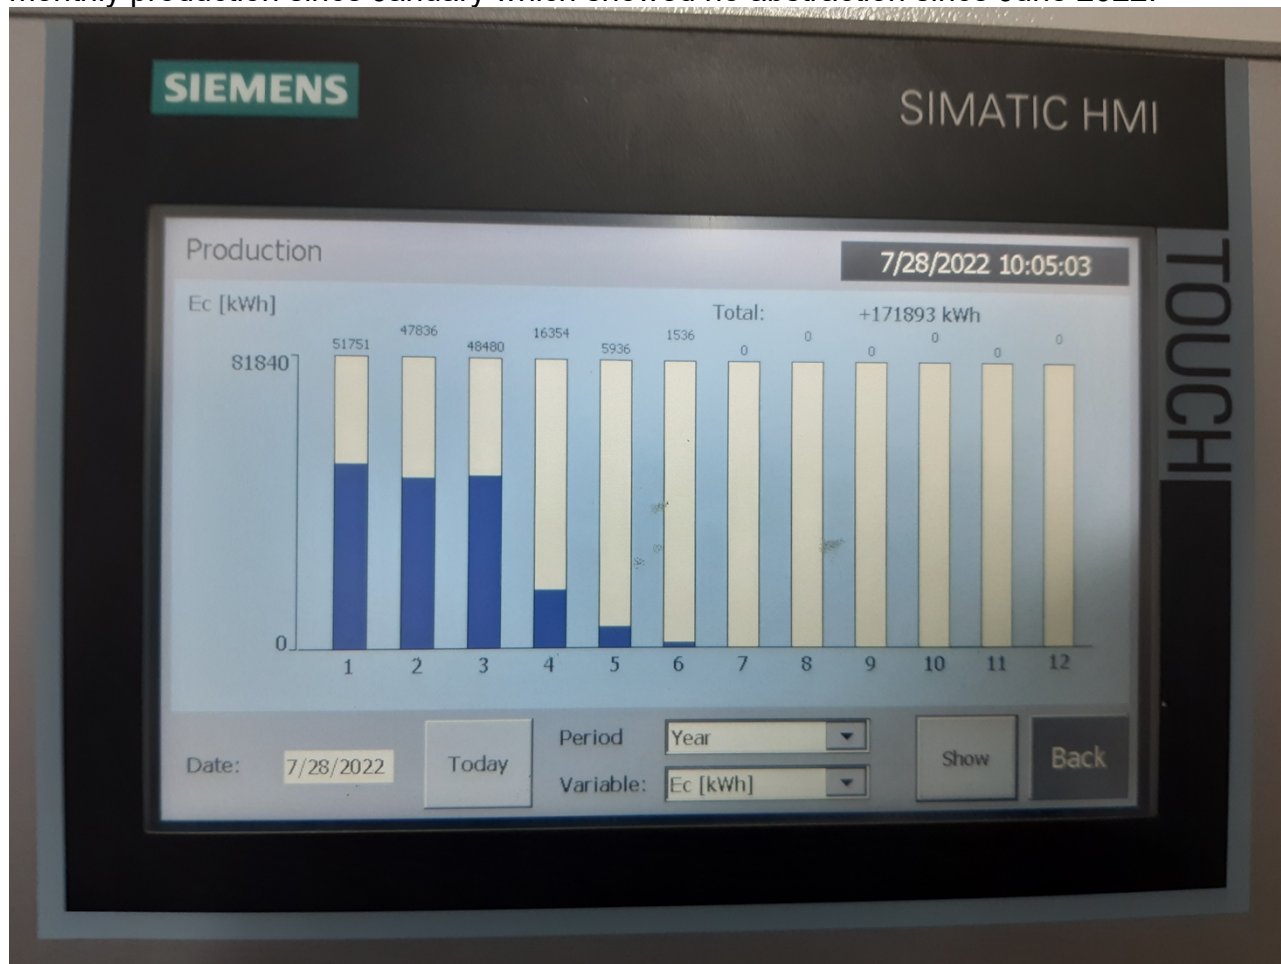 monthly production since January which showed no abstraction since June 2022.
SIEMENS
SIMATIC HMI
TOUCH
Production
7/28/2022 10:05:03
Ec [kWh]
Total: +171893 kWh
51751 47836 48480 16354 5936 1536 0 0 0 0 0 0
81840
0
1 2 3 4 5 6 7 8 9 10 11 12
Date: 7/28/2022
Today
Period Year
Variable: Ec [kWh]
Show
Back